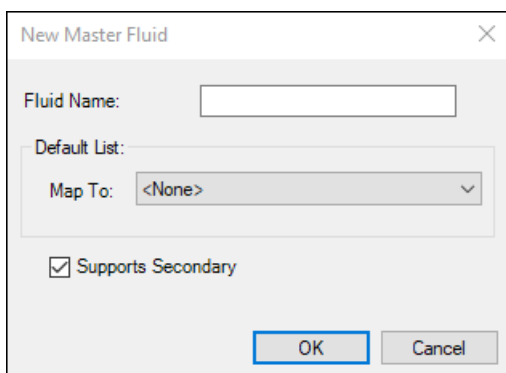 New Master Fluid
Fluid Name:
Default List:
Map To: <None>
Supports Secondary
OK Cancel